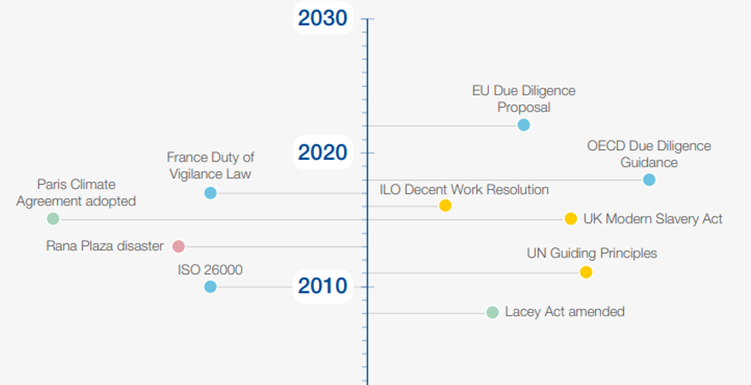 2030
EU Due Diligence
Proposal
2020
OECD Due Diligence
Guidance
France Duty of
Vigilance Law
Paris Climate
Agreement adopted
ILO Decent Work Resolution
UK Modern Slavery Act
Rana Plaza disaster
UN Guiding Principles
ISO 26000
2010
Lacey Act amended